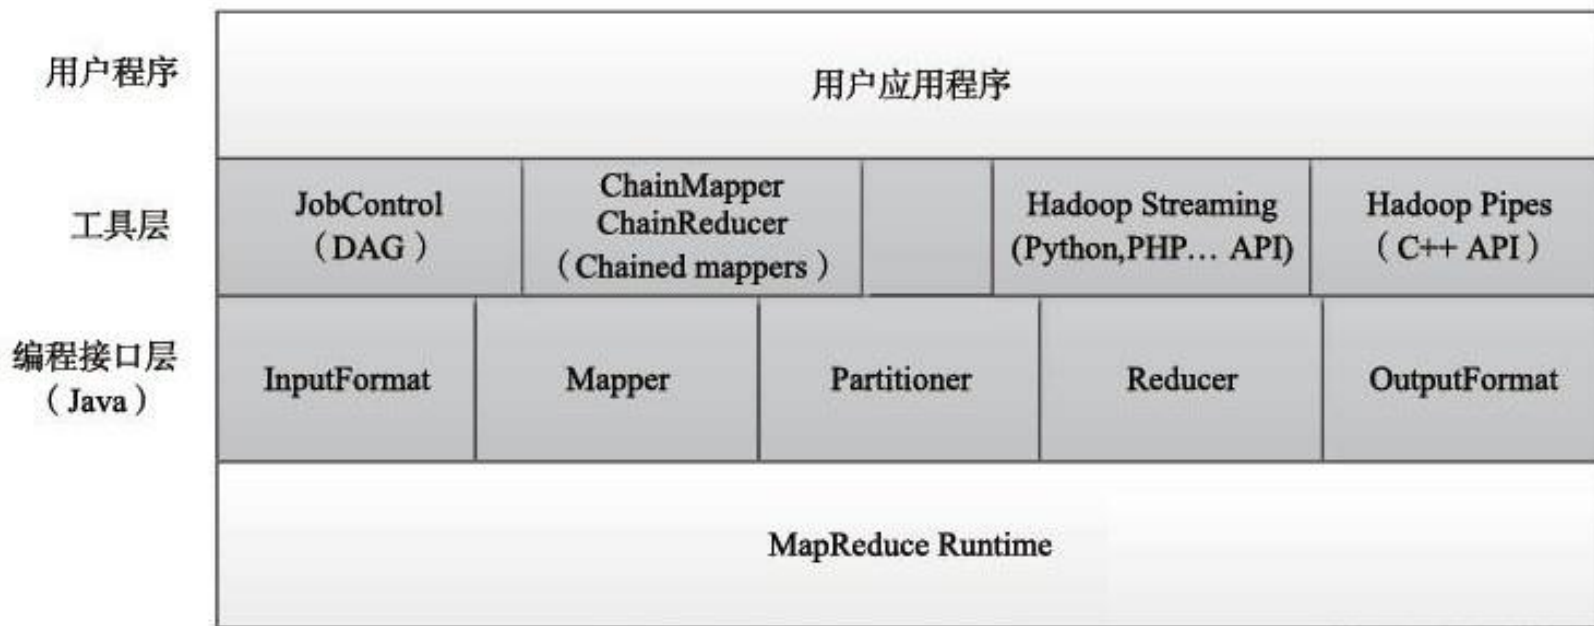 用户程序
用户应用程序
工具层
JobControl
（DAG）
ChainMapper
ChainReducer
（Chained mappers）
Hadoop Streaming
(Python,PHP… API)
Hadoop Pipes
（C++ API）
编程接口层
（Java）
InputFormat
Mapper
Partitioner
Reducer
OutputFormat
MapReduce Runtime